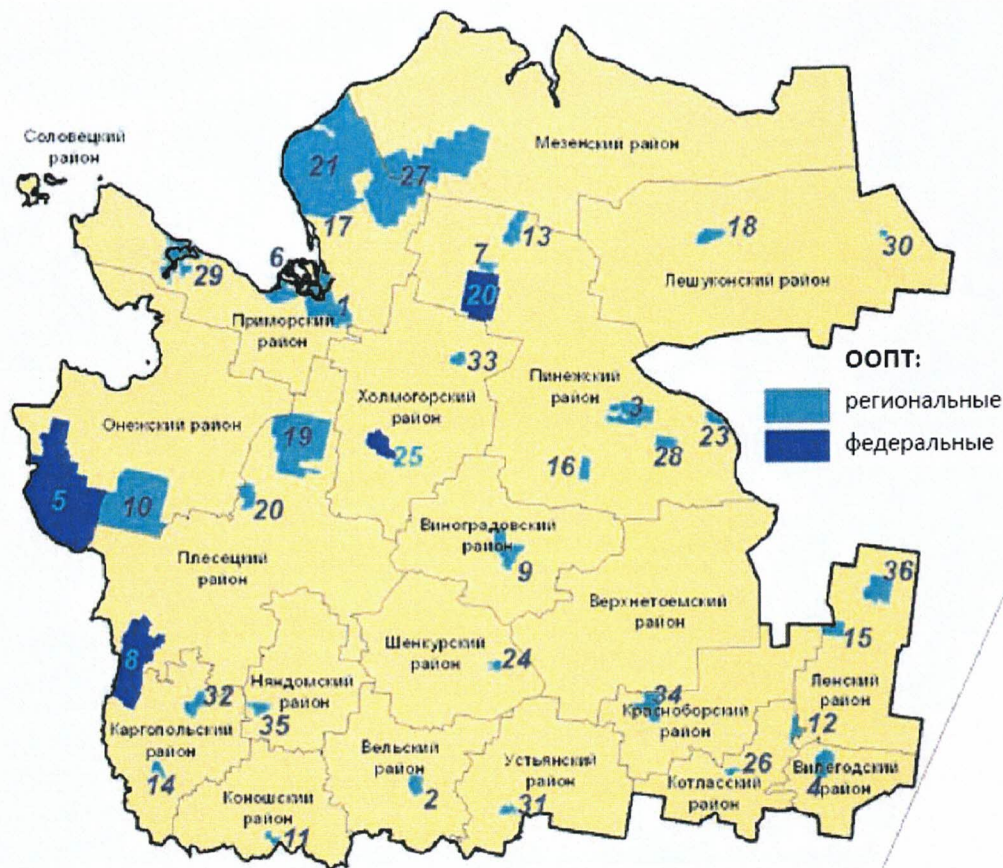 Соловецкий
район
Мезенский район
21
27
17
13
18
30
29
6
7
20
1
Лешуконский район
Приморский
район
33
ООПТ:
региональные
федеральные
Холмогорский
район
Пинежский
район
3
23
28
16
Онежский район
19
25
5
10
20
Виноградовский
район
9
Плесецкий
район
Верхнетоемский
район
36
15
Шенкурский
район
24
Ленский
район
8
32
Няндомский
район
35
34
Красноборский
район
12
Каргопольский
район
14
Вельский
район
2
Устьянский
район
31
26
Котласский
район
Вилегодский
район
4
Коношский
район
11